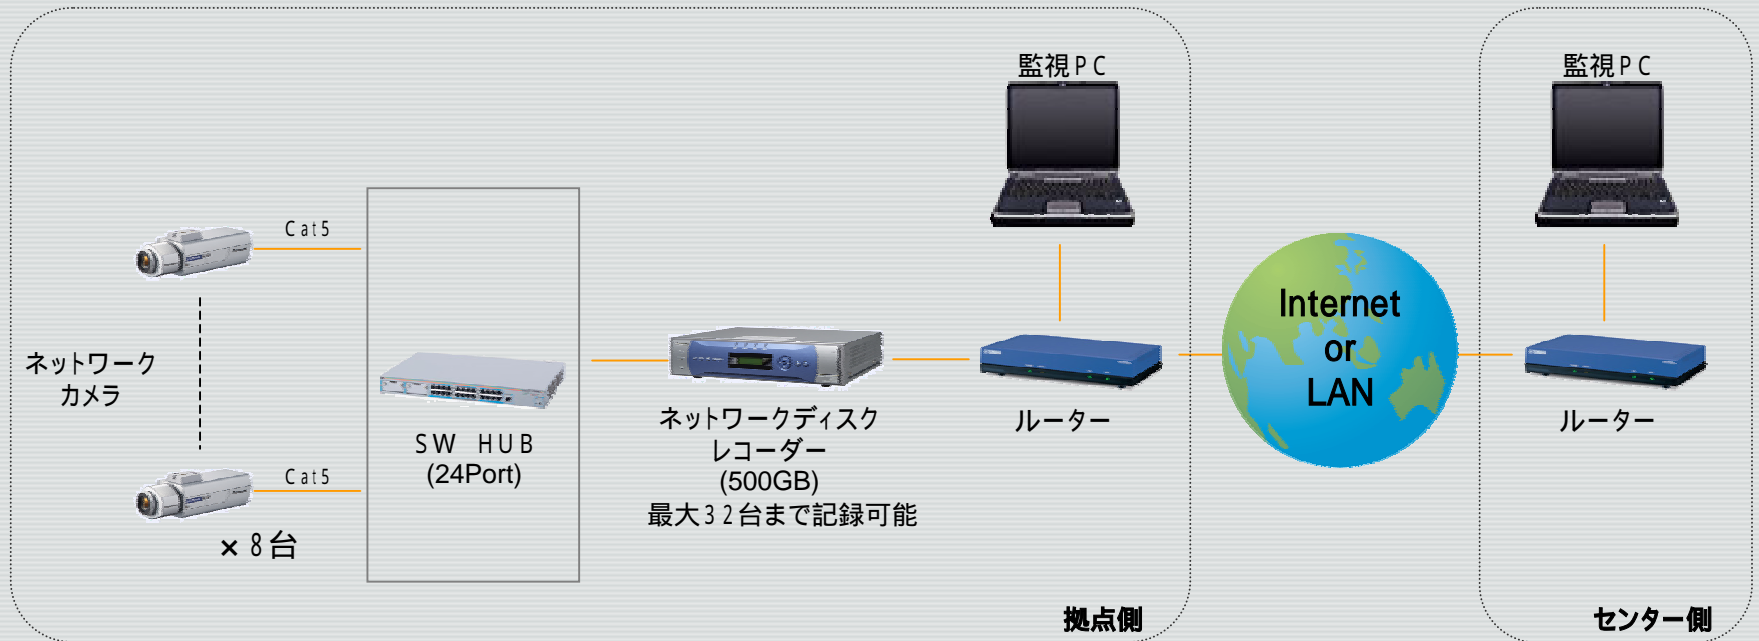 監視PC
監視PC
Cat5
ネットワーク
カメラ
Cat5
×8台
SW HUB
(24Port)
ネットワークディスク
レコーダー
(500GB)
最大32台まで記録可能
ルーター
Internet
or
LAN
ルーター
拠点側
センター側